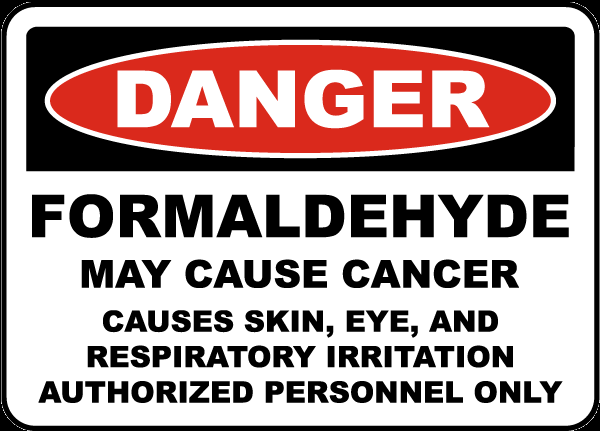 DANGER
FORMALDEHYDE
MAY CAUSE CANCER
CAUSES SKIN, EYE, AND
RESPIRATORY IRRITATION
AUTHORIZED PERSONNEL ONLY